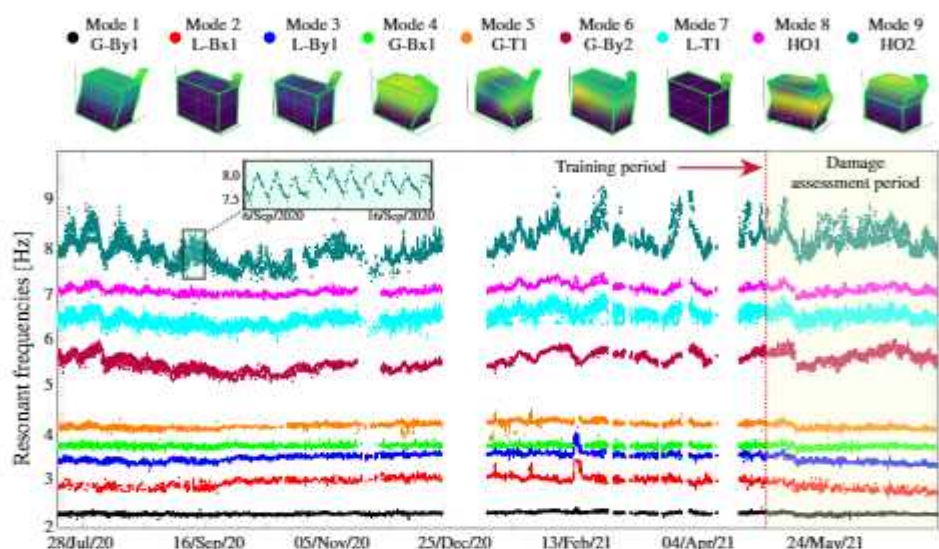 Mode 1 Mode 2 Mode 3 Mode 4 Mode 5 Mode 6 Mode 7 Mode 8 Mode 9
G-By1 L-Bx1 L-By1 G-Bx1 G-T1 G-By2 L-T1 HO1 HO2
Training period
Damage
assessment period
8.0
7.5
6/Sep/2020 16/Sep/2020
Resonant frequencies [Hz]
9
8
7
6
5
4
3
2
28/Jul/20 16/Sep/20 05/Nov/20 25/Dec/20 13/Feb/21 04/Apr/21 24/May/21